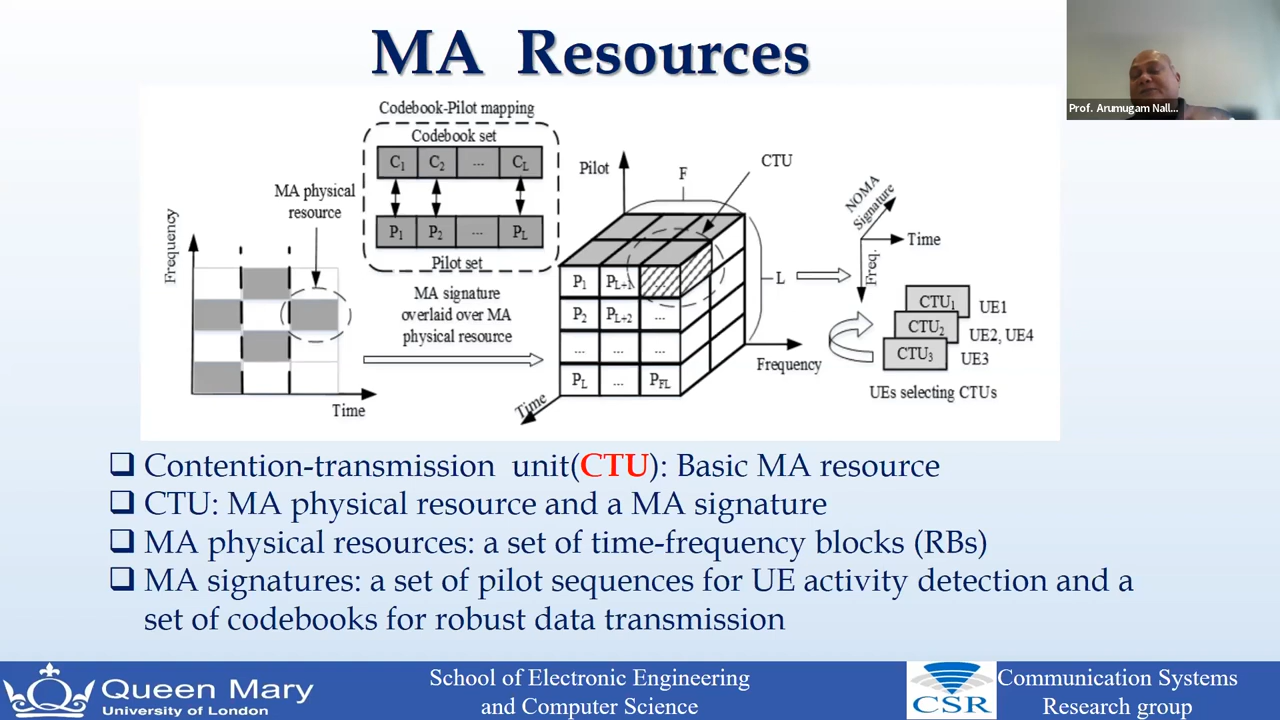 MA Resources
Prof. Arumugam Nall...
Codebook-Pilot mapping
Codebook set
C1 C2 ... CL
P1 P2 ... PL
Pilot set
MA physical
resource
Frequency
Time
MA signature
overlaid over MA
physical resource
Pilot
F
CTU
L
P1 PL+1 ...
P2 PL+2 ...
... ... ...
PL ... PFL
Time
Frequency
NOMA
Signature
Time
Freq.
CTU1 UE1
CTU2 UE2, UE4
CTU3 UE3
UEs selecting CTUs
Contention-transmission unit(CTU): Basic MA resource
CTU: MA physical resource and a MA signature
MA physical resources: a set of time-frequency blocks (RBs)
MA signatures: a set of pilot sequences for UE activity detection and a
set of codebooks for robust data transmission
Queen Mary
University of London
School of Electronic Engineering
and Computer Science
CSR
Communication Systems
Research group